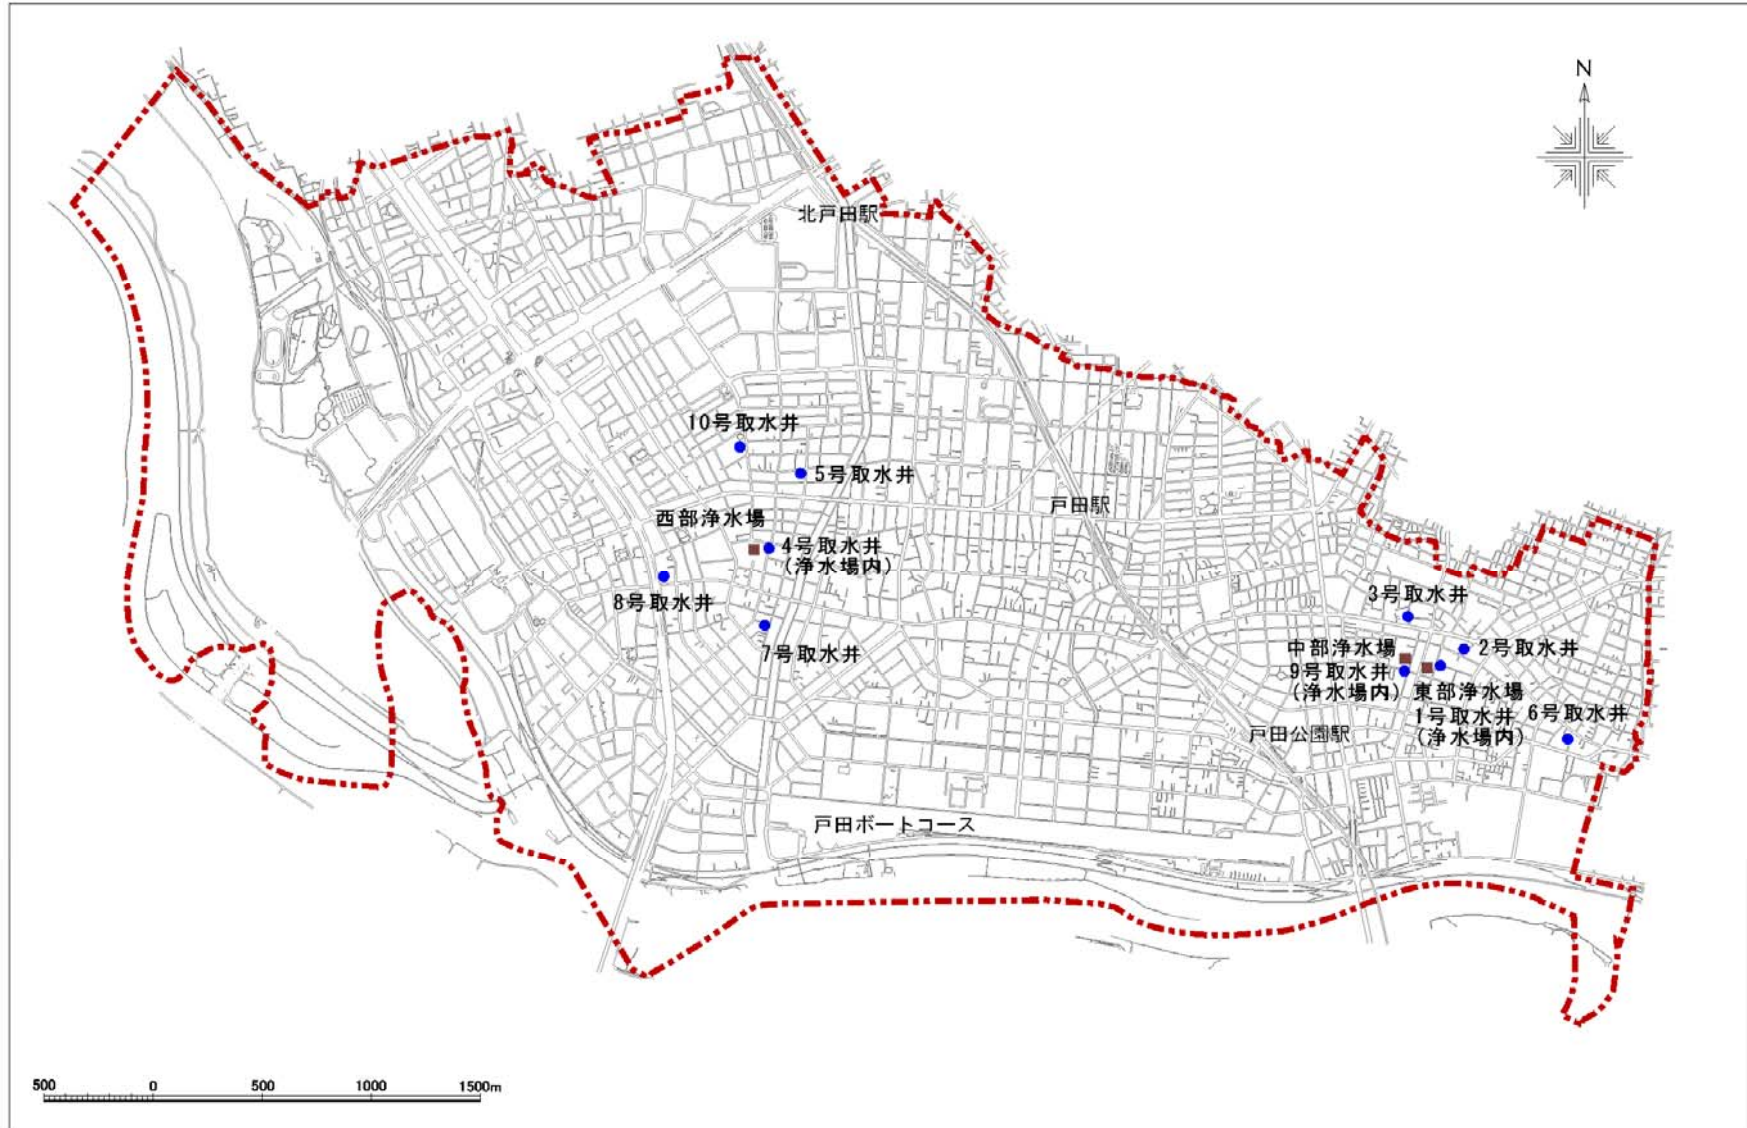 N
北戸田駅
10号取水井
5号取水井
戸田駅
西部浄水場
4号取水井
(浄水場内)
8号取水井
7号取水井
3号取水井
2号取水井
中部浄水場
9号取水井
(浄水場内)
東部浄水場
1号取水井
(浄水場内)
6号取水井
戸田公園駅
戸田ボートコース
500 0 500 1000 1500m